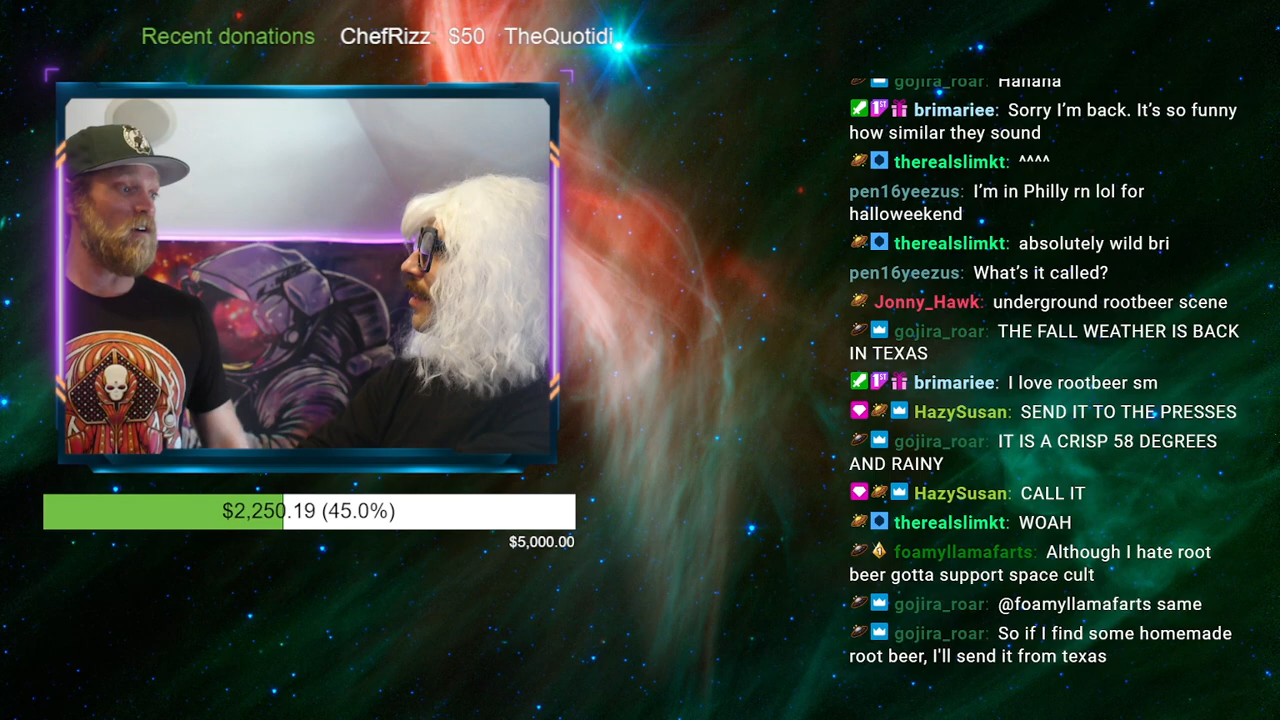 Recent donations ChefRizz $50 TheQuotidi
gojira_roar: Hahaha
brimariee: Sorry I'm back. It's so funny
how similar they sound
therealslimkt: ^^^^
pen16yeezus: I'm in Philly rn lol for
halloweekend
therealslimkt: absolutely wild bri
pen16yeezus: What's it called?
Jonny_Hawk: underground rootbeer scene
gojira_roar: THE FALL WEATHER IS BACK
IN TEXAS
1ST brimariee: I love rootbeer sm
HazySusan: SEND IT TO THE PRESSES
gojira_roar: IT IS A CRISP 58 DEGREES
AND RAINY
HazySusan: CALL IT
therealslimkt: WOAH
foamyllamafarts: Although I hate root
beer gotta support space cult
gojira_roar: @foamyllamafarts same
gojira_roar: So if I find some homemade
root beer, I'll send it from texas
$2,250.19 (45.0%)
$5,000.00